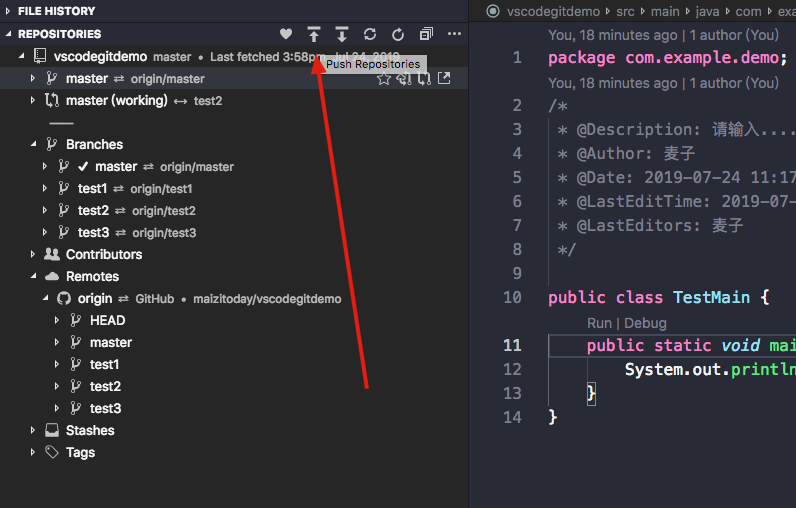 FILE HISTORY
REPOSITORIES
vscodegitdemo master • Last fetched 3:58pm Jul 24, 2019
Push Repositories
master ⇄ origin/master
master (working) ↔ test2
Branches
✓ master ⇄ origin/master
test1 ⇄ origin/test1
test2 ⇄ origin/test2
test3 ⇄ origin/test3
Contributors
Remotes
origin ⇄ GitHub • maizitoday/vscodegitdemo
HEAD
master
test1
test2
test3
Stashes
Tags
vscodegitdemo › src › main › java › com ›
You, 18 minutes ago | 1 author (You)
1 package com.example.demo;
You, 18 minutes ago | 1 author (You)
2 /*
3 * @Description: 请输入....
4 * @Author: 麦子
5 * @Date: 2019-07-24 11:17
6 * @LastEditTime: 2019-07-
7 * @LastEditors: 麦子
8 */
9
10 public class TestMain {
Run | Debug
11 public static void mai
12 System.out.println
13 }
14 }